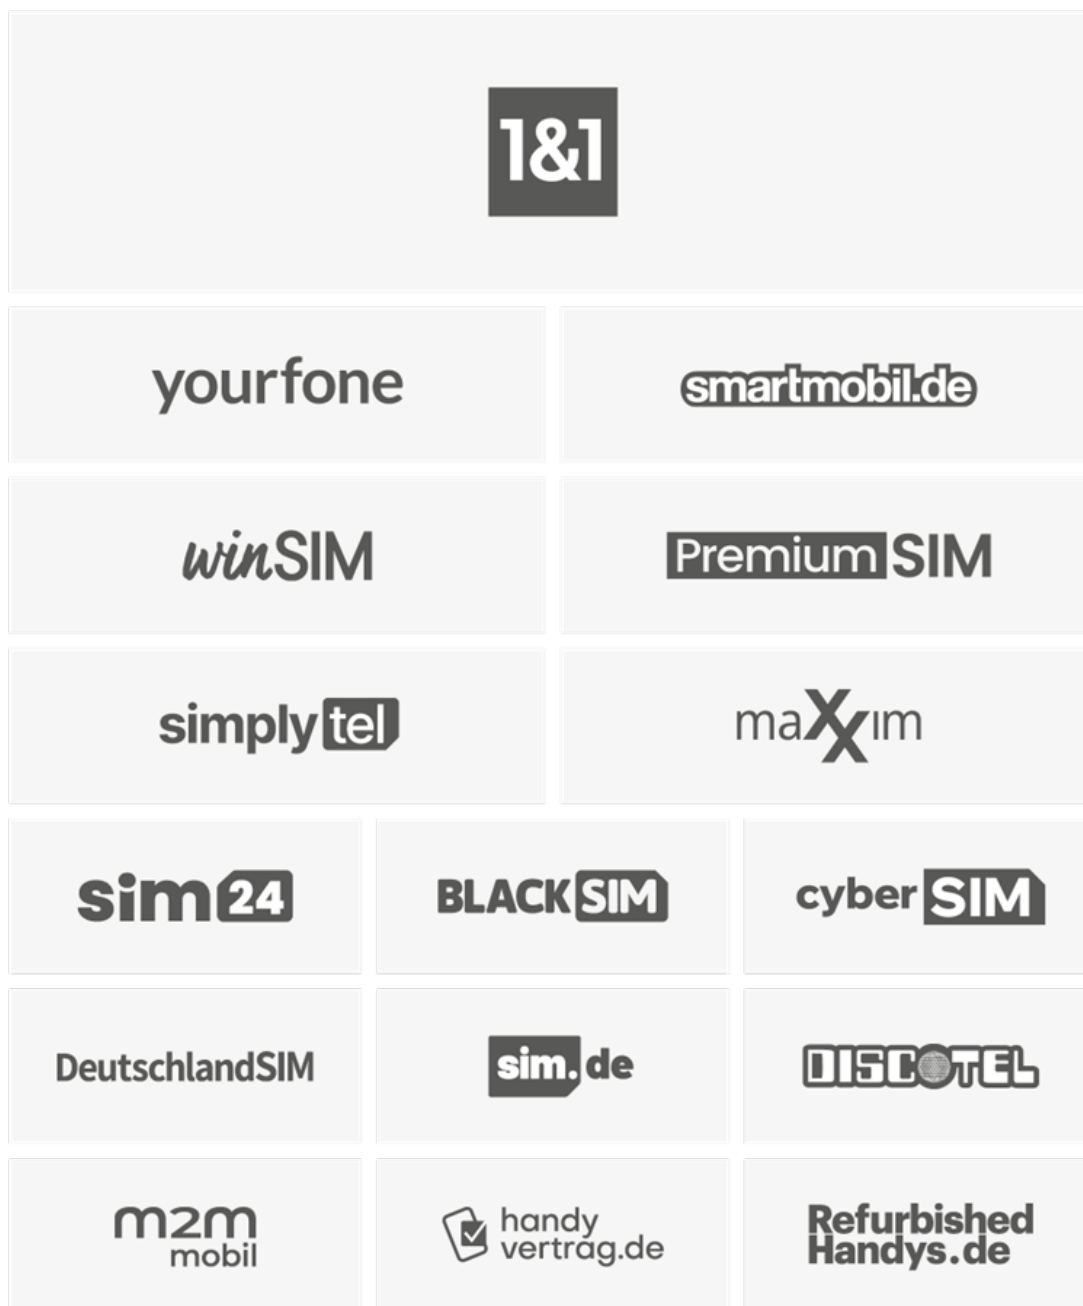 1&1
yourfone
smartmobil.de
winSIM
Premium SIM
simply tel
maXXim
sim 24
BLACK SIM
cyber SIM
DeutschlandSIM
sim.de
DISCOTEL
m2m
mobil
handy
vertrag.de
Refurbished
Handys.de